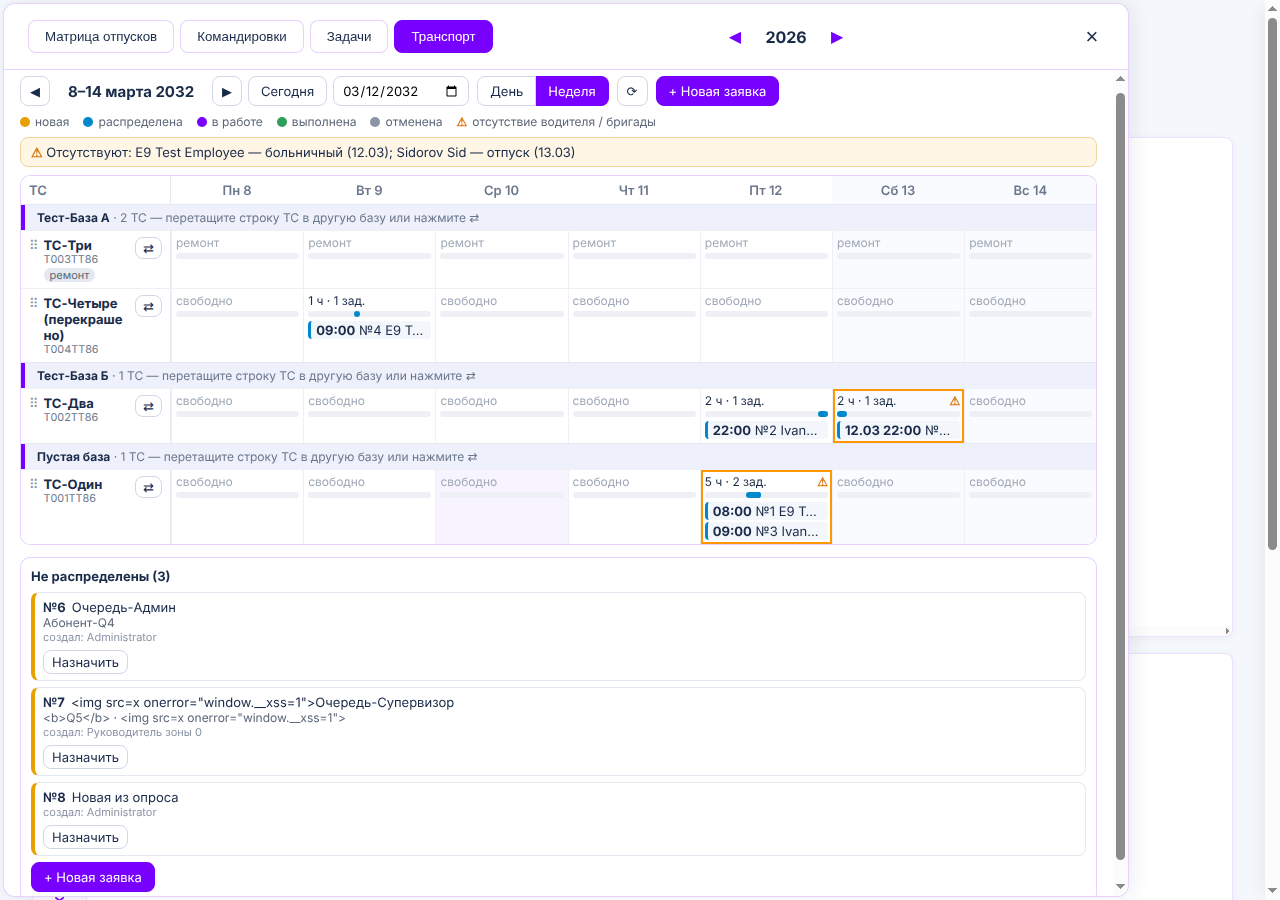 Матрица отпусков Командировки Задачи Транспорт ◀ 2026 ▶ ×
◀ 8–14 марта 2032 ▶ Сегодня 03/12/2032 День Неделя ⟳ + Новая заявка
новая распределена в работе выполнена отменена ⚠ отсутствие водителя / бригады
⚠ Отсутствуют: E9 Test Employee — больничный (12.03); Sidorov Sid — отпуск (13.03)
ТС Пн 8 Вт 9 Ср 10 Чт 11 Пт 12 Сб 13 Вс 14
Тест-База А · 2 ТС — перетащите строку ТС в другую базу или нажмите ⇄
⠿ ТС-Три ⇄ ремонт ремонт ремонт ремонт ремонт ремонт ремонт
T003TT86
ремонт
⠿ ТС-Четыре ⇄ свободно 1 ч · 1 зад. свободно свободно свободно свободно свободно
(перекраше
но)
09:00 №4 E9 T...
T004TT86
Тест-База Б · 1 ТС — перетащите строку ТС в другую базу или нажмите ⇄
⠿ ТС-Два ⇄ свободно свободно свободно свободно 2 ч · 1 зад. 2 ч · 1 зад. ⚠ свободно
T002TT86
22:00 №2 Ivan... 12.03 22:00 №...
Пустая база · 1 ТС — перетащите строку ТС в другую базу или нажмите ⇄
⠿ ТС-Один ⇄ свободно свободно свободно свободно 5 ч · 2 зад. ⚠ свободно свободно
T001TT86
08:00 №1 E9 T...
09:00 №3 Ivan...
Не распределены (3)
№6 Очередь-Админ
Абонент-Q4
создал: Administrator
Назначить
№7 <img src=x onerror="window.__xss=1">Очередь-Супервизор
<b>Q5</b> · <img src=x onerror="window.__xss=1">
создал: Руководитель зоны 0
Назначить
№8 Новая из опроса
создал: Administrator
Назначить
+ Новая заявка